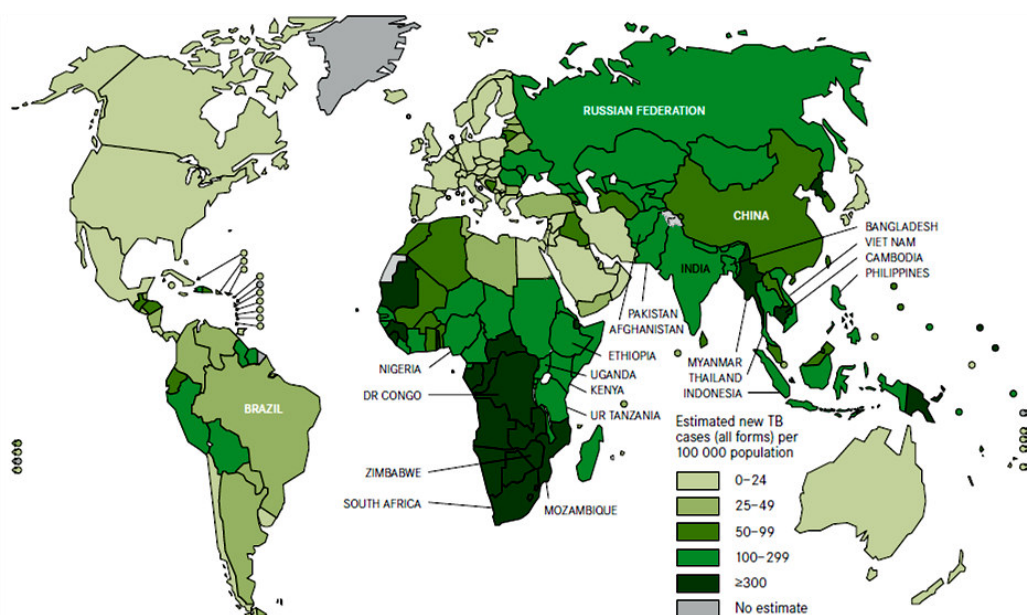 RUSSIAN FEDERATION
CHINA
BANGLADESH
VIET NAM
CAMBODIA
PHILIPPINES
INDIA
PAKISTAN
AFGHANISTAN
ETHIOPIA
NIGERIA
UGANDA
KENYA
DR CONGO
UR TANZANIA
MYANMAR
THAILAND
INDONESIA
BRAZIL
ZIMBABWE
SOUTH AFRICA
MOZAMBIQUE
Estimated new TB
cases (all forms) per
100 000 population
0–24
25–49
50–99
100–299
≥300
No estimate